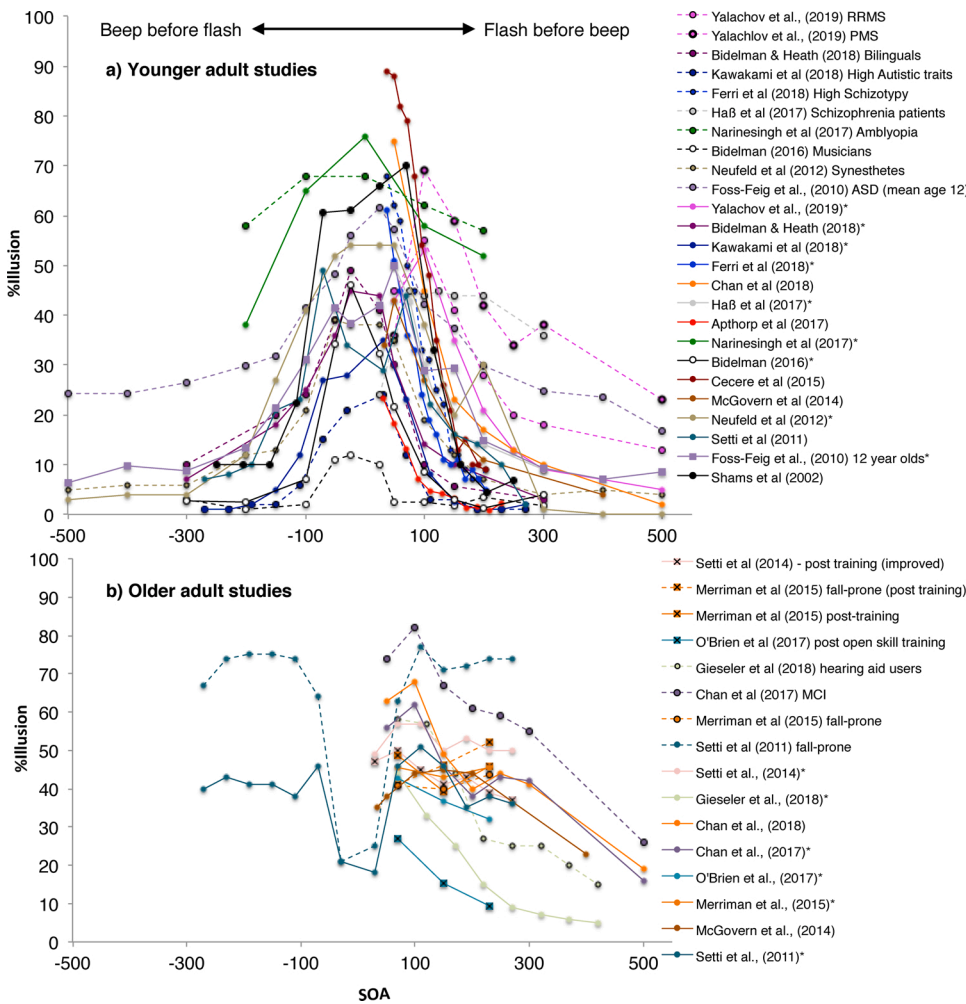 100
90
80
70
60
50
40
30
20
10
0
%Illusion
Beep before flash
Flash before beep
a) Younger adult studies
-500
-300
-100
100
300
500
Yalachov et al., (2019) RRMS
Yalachlov et al., (2019) PMS
Bidelman & Heath (2018) Bilinguals
Kawakami et al (2018) High Autistic traits
Ferri et al (2018) High Schizotypy
Haß et al (2017) Schizophrenia patients
Narinesingh et al (2017) Amblyopia
Bidelman (2016) Musicians
Neufeld et al (2012) Synesthetes
Foss-Feig et al., (2010) ASD (mean age 12)
Yalachov et al., (2019)*
Bidelman & Heath (2018)*
Kawakami et al (2018)*
Ferri et al (2018)*
Chan et al (2018)
Haß et al (2017)*
Apthorp et al (2017)
Narinesingh et al (2017)*
Bidelman (2016)*
Cecere et al (2015)
McGovern et al (2014)
Neufeld et al (2012)*
Setti et al (2011)
Foss-Feig et al., (2010) 12 year olds*
Shams et al (2002)
100
90
80
70
60
50
40
30
20
10
0
%Illusion
b) Older adult studies
-500
-300
-100
100
300
500
SOA
Setti et al (2014) - post training (improved)
Merriman et al (2015) fall-prone (post training)
Merriman et al (2015) post-training
O'Brien et al (2017) post open skill training
Gieseler et al (2018) hearing aid users
Chan et al (2017) MCI
Merriman et al (2015) fall-prone
Setti et al (2011) fall-prone
Setti et al., (2014)*
Gieseler et al., (2018)*
Chan et al., (2018)
Chan et al., (2017)*
O'Brien et al., (2017)*
Merriman et al., (2015)*
McGovern et al., (2014)
Setti et al., (2011)*